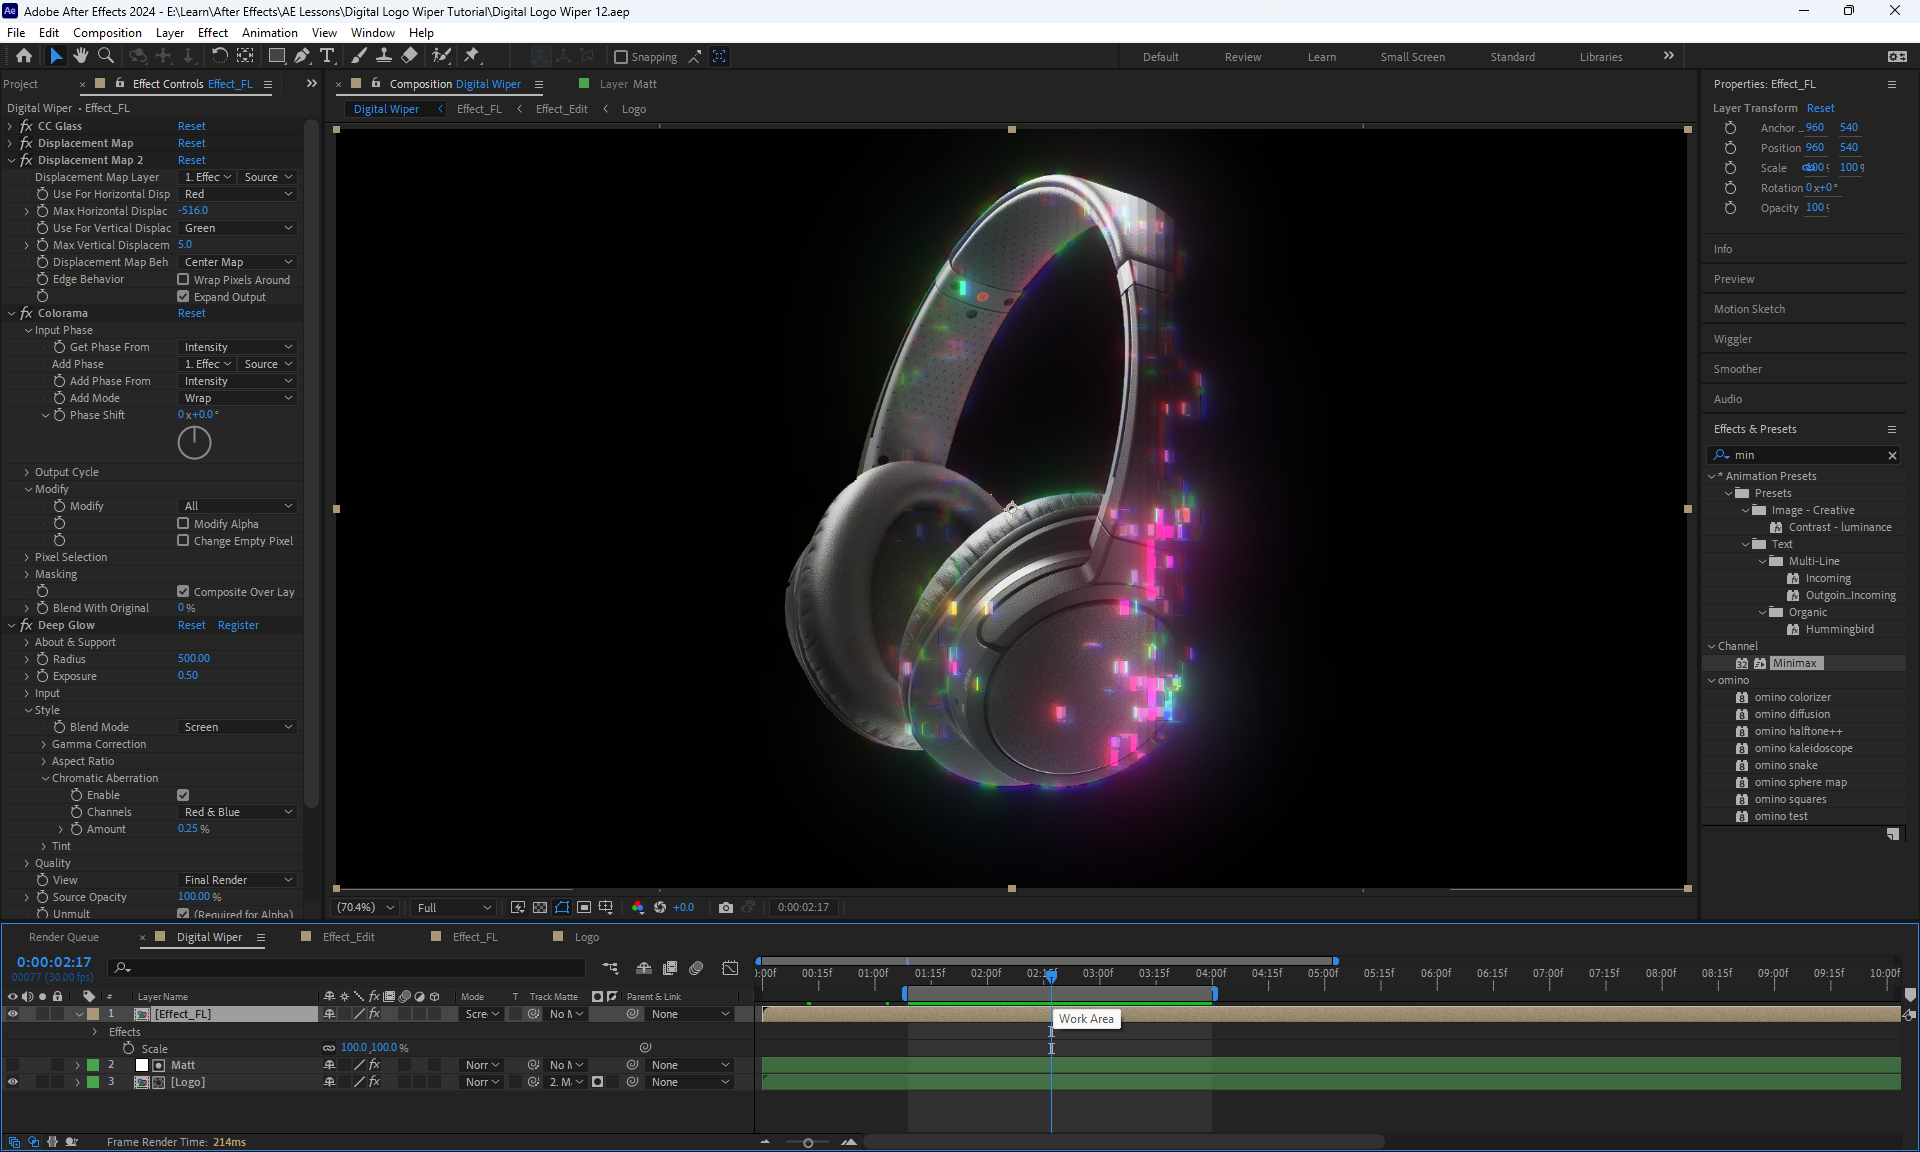 Adobe After Effects 2024 - E:\Learn\After Effects\AE Lessons\Digital Logo Wiper Tutorial\Digital Logo Wiper 12.aep
File Edit Composition Layer Effect Animation View Window Help
Snapping
Default Review Learn Small Screen Standard Libraries
Project
Effect Controls Effect_FL
Digital Wiper • Effect_FL
CC Glass Reset
Displacement Map Reset
Displacement Map 2 Reset
Displacement Map Layer 1. Effec Source
Use For Horizontal Disp Red
Max Horizontal Displac -516.0
Use For Vertical Displac Green
Max Vertical Displacem 5.0
Displacement Map Beh Center Map
Edge Behavior Wrap Pixels Around
Expand Output
Colorama Reset
Input Phase
Get Phase From Intensity
Add Phase 1. Effec Source
Add Phase From Intensity
Add Mode Wrap
Phase Shift 0x+0.0°
Output Cycle
Modify
Modify All
Modify Alpha
Change Empty Pixel
Pixel Selection
Masking
Composite Over Lay
Blend With Original 0%
Deep Glow Reset Register
About & Support
Radius 500.00
Exposure 0.50
Input
Style
Blend Mode Screen
Gamma Correction
Aspect Ratio
Chromatic Aberration
Enable
Channels Red & Blue
Amount 0.25%
Tint
Quality
View Final Render
Source Opacity 100.00%
Unmult (Required for Alpha)
Composition Digital Wiper
Layer Matt
Digital Wiper Effect_FL Effect_Edit Logo
(70.4%) Full +0.0 0:00:02:17
Properties: Effect_FL
Layer Transform Reset
Anchor ... 960 540
Position 960 540
Scale 100 100
Rotation 0x+0°
Opacity 100
Info
Preview
Motion Sketch
Wiggler
Smoother
Audio
Effects & Presets
min
* Animation Presets
Presets
Image - Creative
Contrast - luminance
Text
Multi-Line
Incoming
Outgoin..Incoming
Organic
Hummingbird
Channel
32 Minimax
omino
8 omino colorizer
8 omino diffusion
8 omino halftone++
8 omino kaleidoscope
8 omino snake
8 omino sphere map
8 omino squares
8 omino test
Render Queue Digital Wiper Effect_Edit Effect_FL Logo
0:00:02:17
00077 (30.00 fps)
# Layer Name Mode T Track Matte Parent & Link
):00f 00:15f 01:00f 01:15f 02:00f 02:15f 03:00f 03:15f 04:00f 04:15f 05:00f 05:15f 06:00f 06:15f 07:00f 07:15f 08:00f 08:15f 09:00f 09:15f 10:00f
1 [Effect_FL] Scre No M None
Work Area
Effects
Scale 100.0,100.0%
2 Matt Norr No M None
3 [Logo] Norr 2. M None
Frame Render Time: 214ms